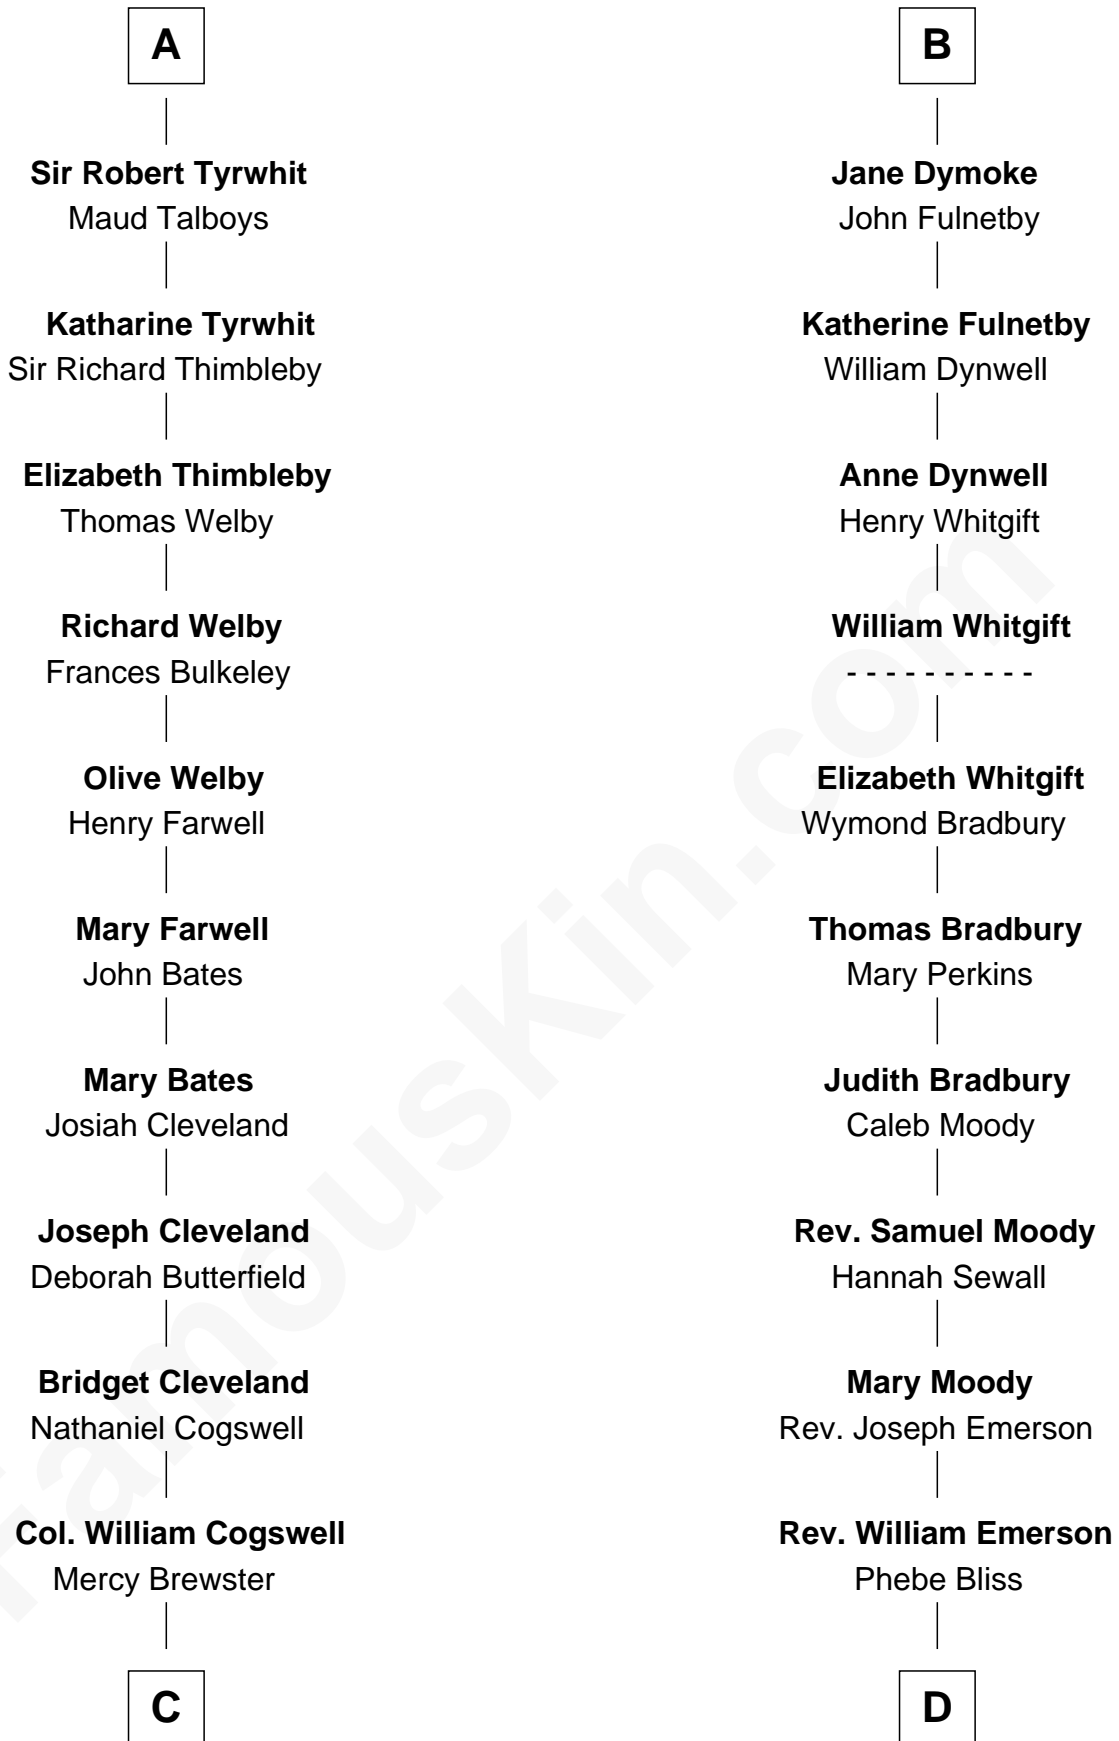 A
Sir Robert Tyrwhit
Maud Talboys
Katharine Tyrwhit
Sir Richard Thimbleby
Elizabeth Thimbleby
Thomas Welby
Richard Welby
Frances Bulkeley
Olive Welby
Henry Farwell
Mary Farwell
John Bates
Mary Bates
Josiah Cleveland
Joseph Cleveland
Deborah Butterfield
Bridget Cleveland
Nathaniel Cogswell
Col. William Cogswell
Mercy Brewster
C
B
Jane Dymoke
John Fulnetby
Katherine Fulnetby
William Dynwell
Anne Dynwell
Henry Whitgift
William Whitgift
- - - - - - - - - -
Elizabeth Whitgift
Wymond Bradbury
Thomas Bradbury
Mary Perkins
Judith Bradbury
Caleb Moody
Rev. Samuel Moody
Hannah Sewall
Mary Moody
Rev. Joseph Emerson
Rev. William Emerson
Phebe Bliss
D
FamousKin.com